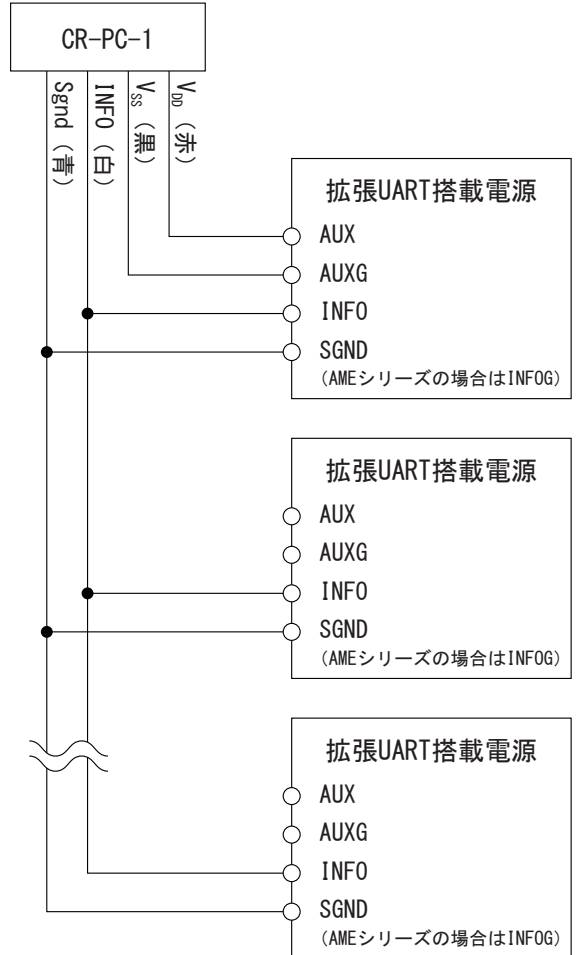 CR-PC-1
Sgnd（青）
INFO（白）
VSS（黒）
VDD（赤）
拡張UART搭載電源
AUX
AUXG
INFO
SGND
（AMEシリーズの場合はINFOG）
拡張UART搭載電源
AUX
AUXG
INFO
SGND
（AMEシリーズの場合はINFOG）
拡張UART搭載電源
AUX
AUXG
INFO
SGND
（AMEシリーズの場合はINFOG）